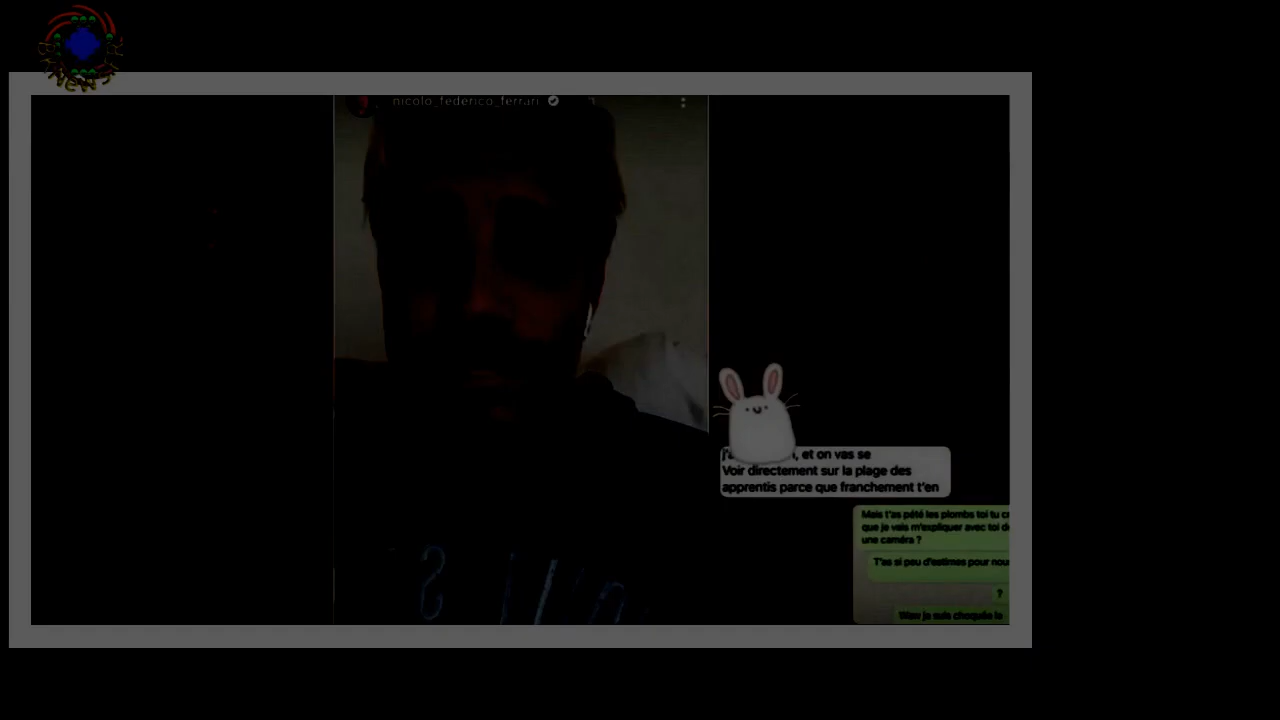 nicolo_federico_ferrari
, et on vas se
Voir directement sur la plage des
apprentis parce que franchement t'en
Mais t'as pété les plombs toi tu
que je vais m'expliquer avec toi
une caméra ?
T'as si peu d'estimes pour
?
Waw je suis choquée